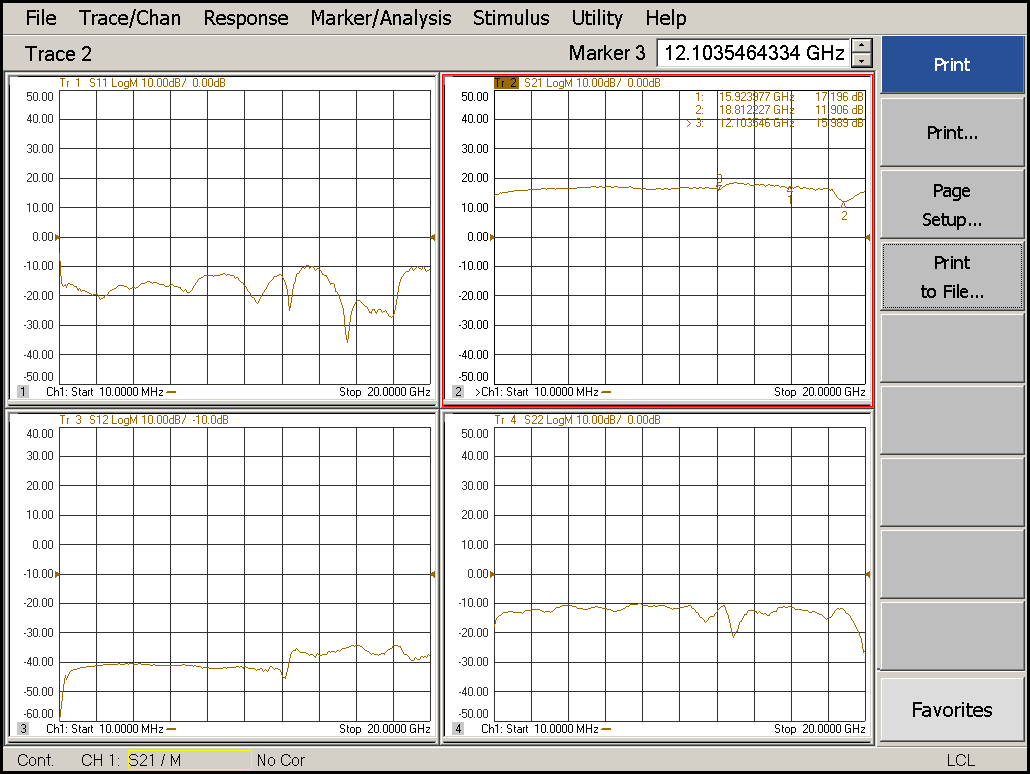 File Trace/Chan Response Marker/Analysis Stimulus Utility Help
Trace 2 Marker 3 12.1035464334 GHz
Print
Print...
Page
Setup...
Print
to File...
Favorites
Tr 1 S11 LogM 10.00dB/ 0.00dB
50.00
40.00
30.00
20.00
10.00
0.00
-10.00
-20.00
-30.00
-40.00
-50.00
1 Ch1: Start 10.0000 MHz Stop 20.0000 GHz
Tr 2 S21 LogM 10.00dB/ 0.00dB
1: 15.923977 GHz 17.196 dB
2: 18.812227 GHz 11.906 dB
> 3: 12.103546 GHz 15.989 dB
50.00
40.00
30.00
20.00
10.00
0.00
-10.00
-20.00
-30.00
-40.00
-50.00
1
2
2 >Ch1: Start 10.0000 MHz Stop 20.0000 GHz
Tr 3 S12 LogM 10.00dB/ -10.0dB
40.00
30.00
20.00
10.00
0.00
-10.00
-20.00
-30.00
-40.00
-50.00
-60.00
3 Ch1: Start 10.0000 MHz Stop 20.0000 GHz
Tr 4 S22 LogM 10.00dB/ 0.00dB
50.00
40.00
30.00
20.00
10.00
0.00
-10.00
-20.00
-30.00
-40.00
-50.00
4 Ch1: Start 10.0000 MHz Stop 20.0000 GHz
Cont. CH 1: S21 / M No Cor LCL